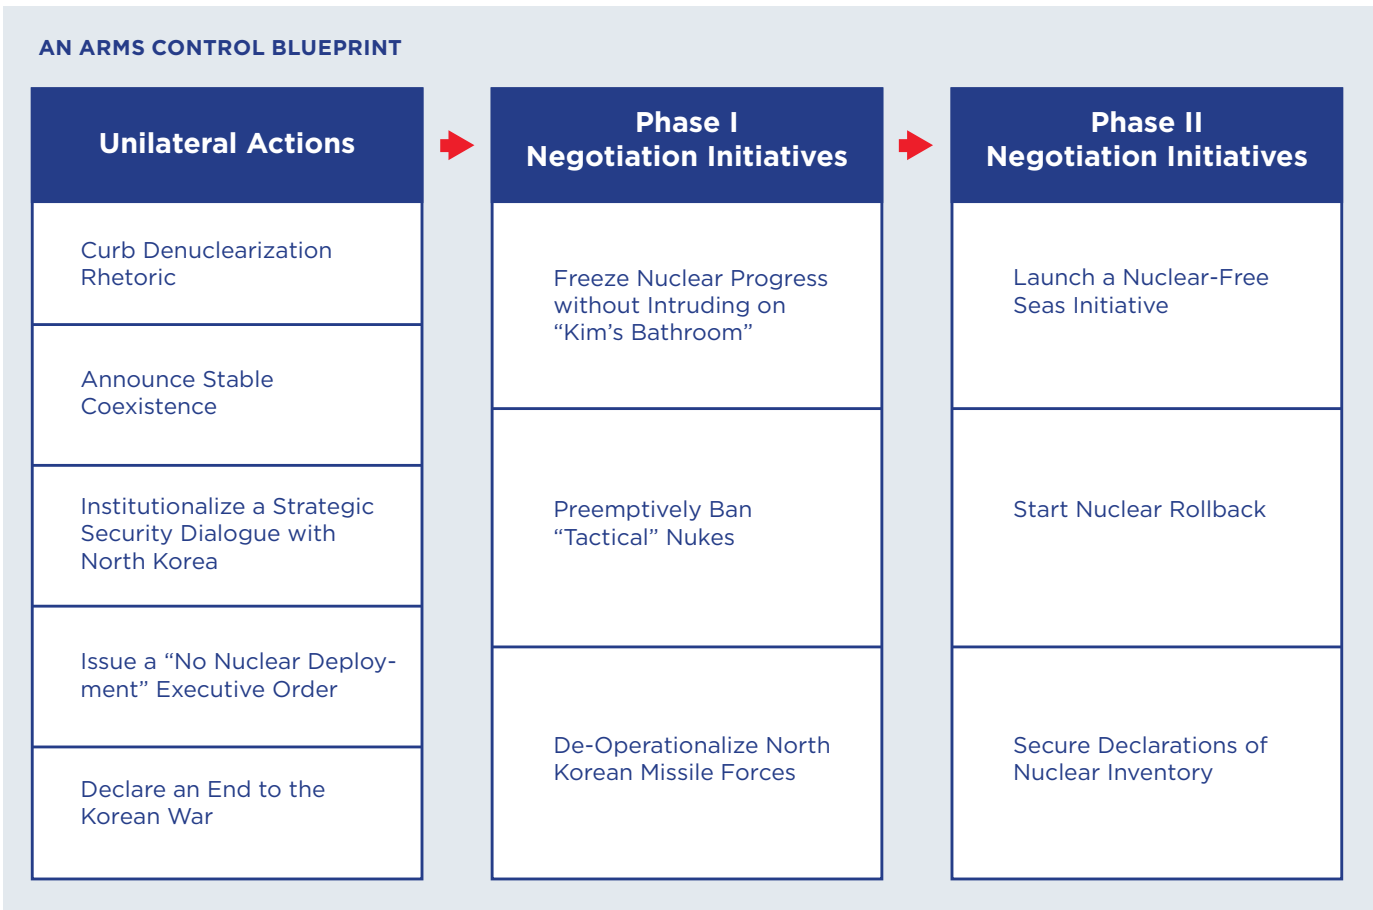 AN ARMS CONTROL BLUEPRINT
Unilateral Actions
Curb Denuclearization
Rhetoric
Announce Stable
Coexistence
Institutionalize a Strategic
Security Dialogue with
North Korea
Issue a “No Nuclear Deploy-
ment” Executive Order
Declare an End to the
Korean War
Phase I
Negotiation Initiatives
Freeze Nuclear Progress
without Intruding on
“Kim’s Bathroom”
Preemptively Ban
“Tactical” Nukes
De-Operationalize North
Korean Missile Forces
Phase II
Negotiation Initiatives
Launch a Nuclear-Free
Seas Initiative
Start Nuclear Rollback
Secure Declarations of
Nuclear Inventory